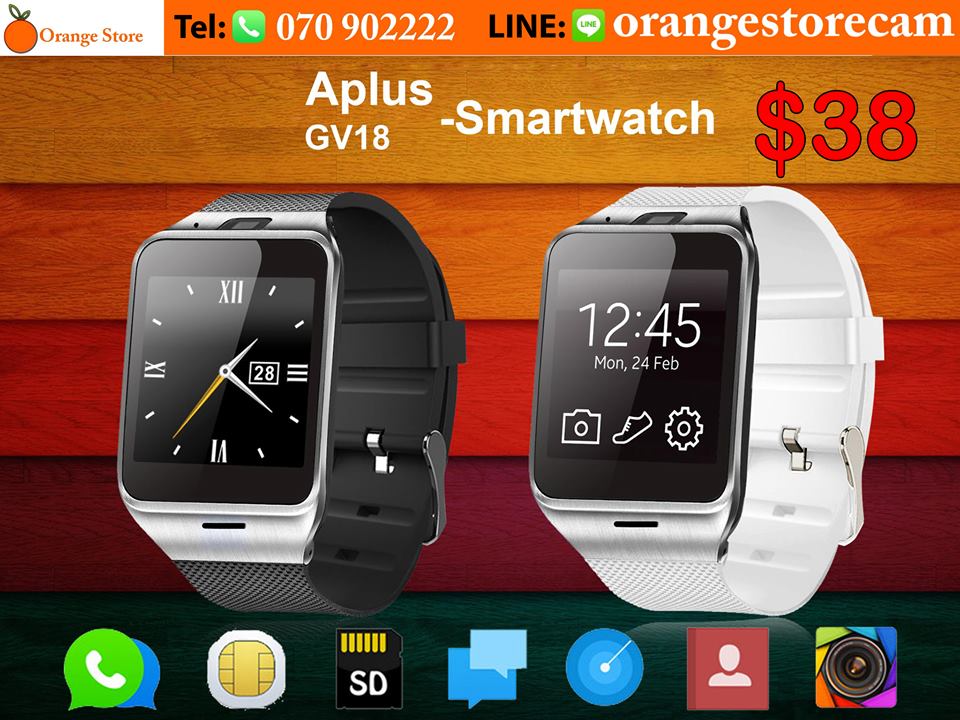 Orange Store
Tel: 070 902222 LINE: LINE orangestorecam
Aplus
GV18
-Smartwatch
$38
XII
28
III
VI
IX
12:45
Mon, 24 Feb
SD